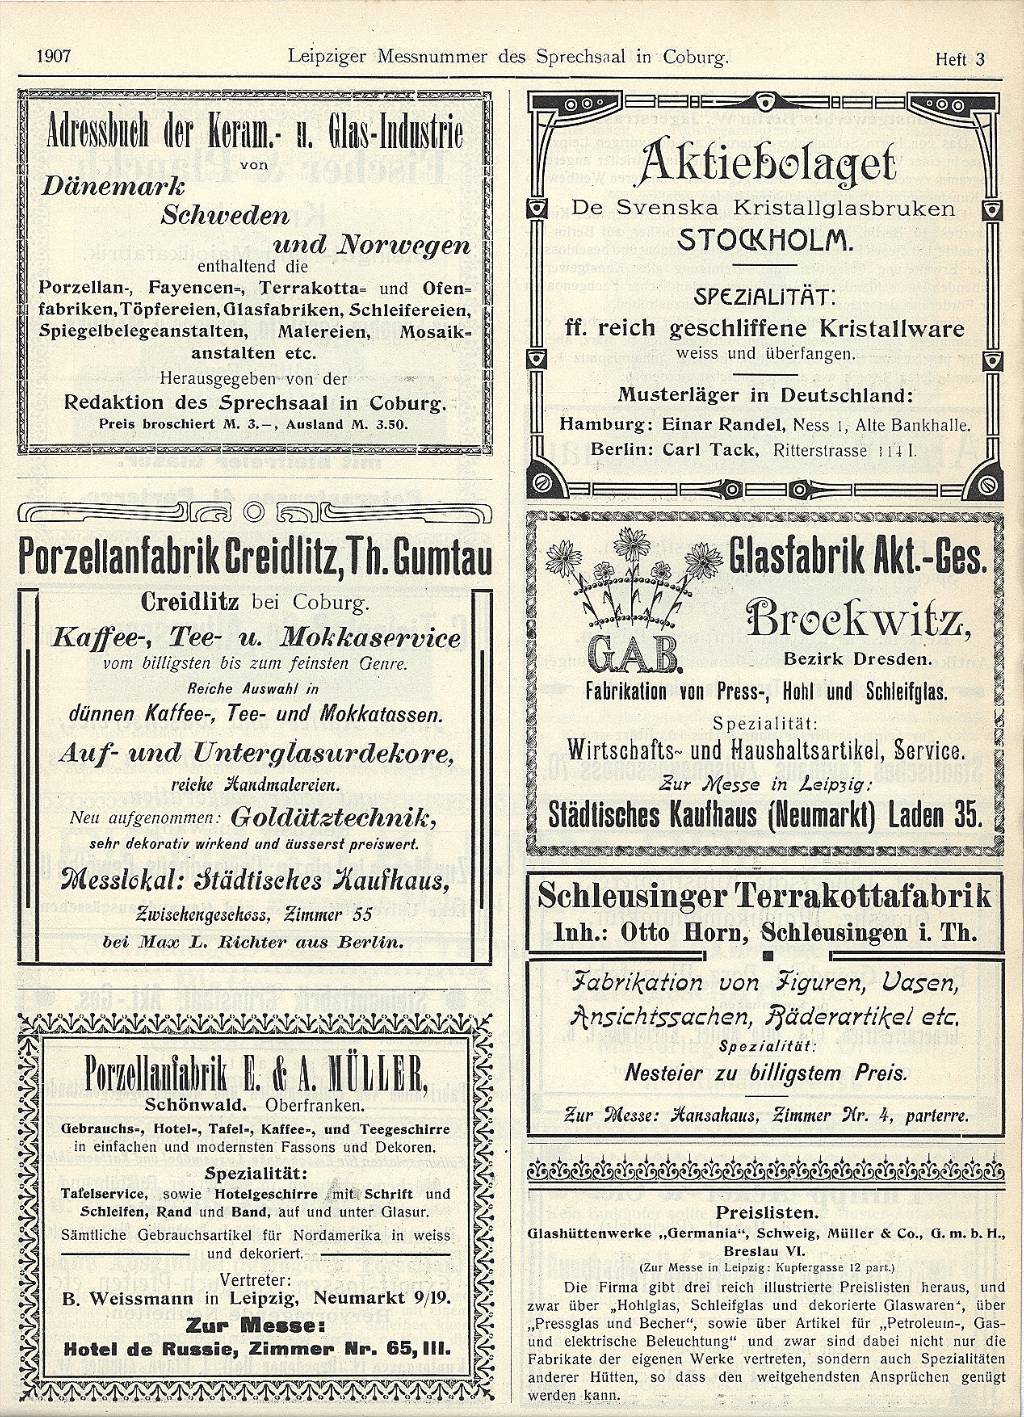 1907
Leipziger Messnummer des Sprechsaal in Coburg.
Heft 3
Adressbuch der Keram.- u. Glas-Industrie
von
Dänemark
Schweden
und Norwegen
enthaltend die
Porzellan-, Fayencen-, Terrakotta- und Ofen-
fabriken, Töpfereien, Glasfabriken, Schleifereien,
Spiegelbelegeanstalten, Malereien, Mosaik-
anstalten etc.
Herausgegeben von der
Redaktion des Sprechsaal in Coburg.
Preis broschiert M. 3.—, Ausland M. 3.50.
Porzellanfabrik Creidlitz, Th. Gumtau
Creidlitz bei Coburg.
Kaffee-, Tee- u. Mokkaservice
vom billigsten bis zum feinsten Genre.
Reiche Auswahl in
dünnen Kaffee-, Tee- und Mokkatassen.
Auf- und Unterglasurdekore,
reiche Handmalereien.
Neu aufgenommen: Goldätztechnik,
sehr dekorativ wirkend und äusserst preiswert.
Messlokal: Städtisches Kaufhaus,
Zwischengeschoss, Zimmer 55
bei Max L. Richter aus Berlin.
Porzellanfabrik E. & A. MÜLLER,
Schönwald. Oberfranken.
Gebrauchs-, Hotel-, Tafel-, Kaffee-, und Teegeschirre
in einfachen und modernsten Fassons und Dekoren.
Spezialität:
Tafelservice, sowie Hotelgeschirre mit Schrift und
Schleifen, Rand und Band, auf und unter Glasur.
Sämtliche Gebrauchsartikel für Nordamerika in weiss
und dekoriert.
Vertreter:
B. Weissmann in Leipzig, Neumarkt 9/19.
Zur Messe:
Hotel de Russie, Zimmer Nr. 65, III.
Aktiebolaget
De Svenska Kristallglasbruken
STOCKHOLM.
SPEZIALITÄT:
ff. reich geschliffene Kristallware
weiss und überfangen.
Musterläger in Deutschland:
Hamburg: Einar Randel, Ness 1, Alte Bankhalle.
Berlin: Carl Tack, Ritterstrasse
Glasfabrik Akt.-Ges.
G.A.B.
Brockwitz,
Bezirk Dresden.
Fabrikation von Press-, Hohl und Schleifglas.
Spezialität:
Wirtschafts- und Haushaltsartikel, Service.
Zur Messe in Leipzig:
Städtisches Kaufhaus (Neumarkt) Laden 35.
Schleusinger Terrakottafabrik
Inh.: Otto Horn, Schleusingen i. Th.
Fabrikation von Figuren, Vasen,
Ansichtssachen, Bäderartikel etc.
Spezialität:
Nesteier zu billigstem Preis.
Zur Messe: Hansahaus, Zimmer Nr. 4, parterre.
Preislisten.
Glashüttenwerke „Germania“, Schweig, Müller & Co., G. m. b. H.,
Breslau VI.
(Zur Messe in Leipzig: Kupfergasse 12 part.)
Die Firma gibt drei reich illustrierte Preislisten heraus, und
zwar über „Hohlglas, Schleifglas und dekorierte Glaswaren“, über
„Pressglas und Becher“, sowie über Artikel für „Petroleum-, Gas-
und elektrische Beleuchtung“ und zwar sind dabei nicht nur die
Fabrikate der eigenen Werke vertreten, sondern auch Spezialitäten
anderer Hütten, so dass den weitgehendsten Ansprüchen genügt
werden kann.